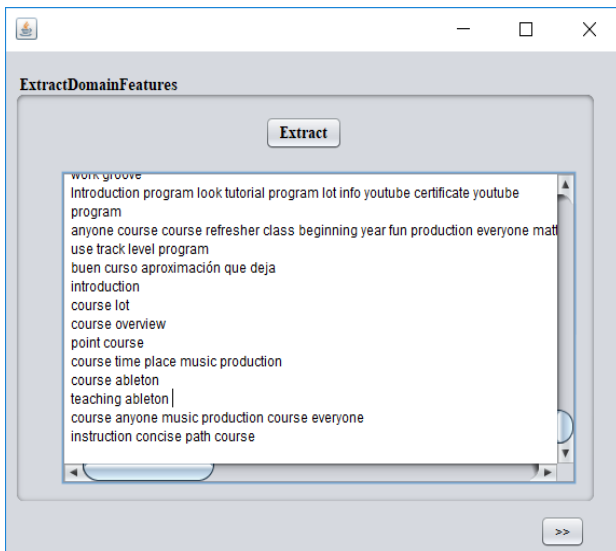 ExtractDomainFeatures
Extract
work groove
Introduction program look tutorial program lot info youtube certificate youtube
program
anyone course course refresher class beginning year fun production everyone matt
use track level program
buen curso aproximación que deja
introduction
course lot
course overview
point course
course time place music production
course ableton
teaching ableton
course anyone music production course everyone
instruction concise path course
>>